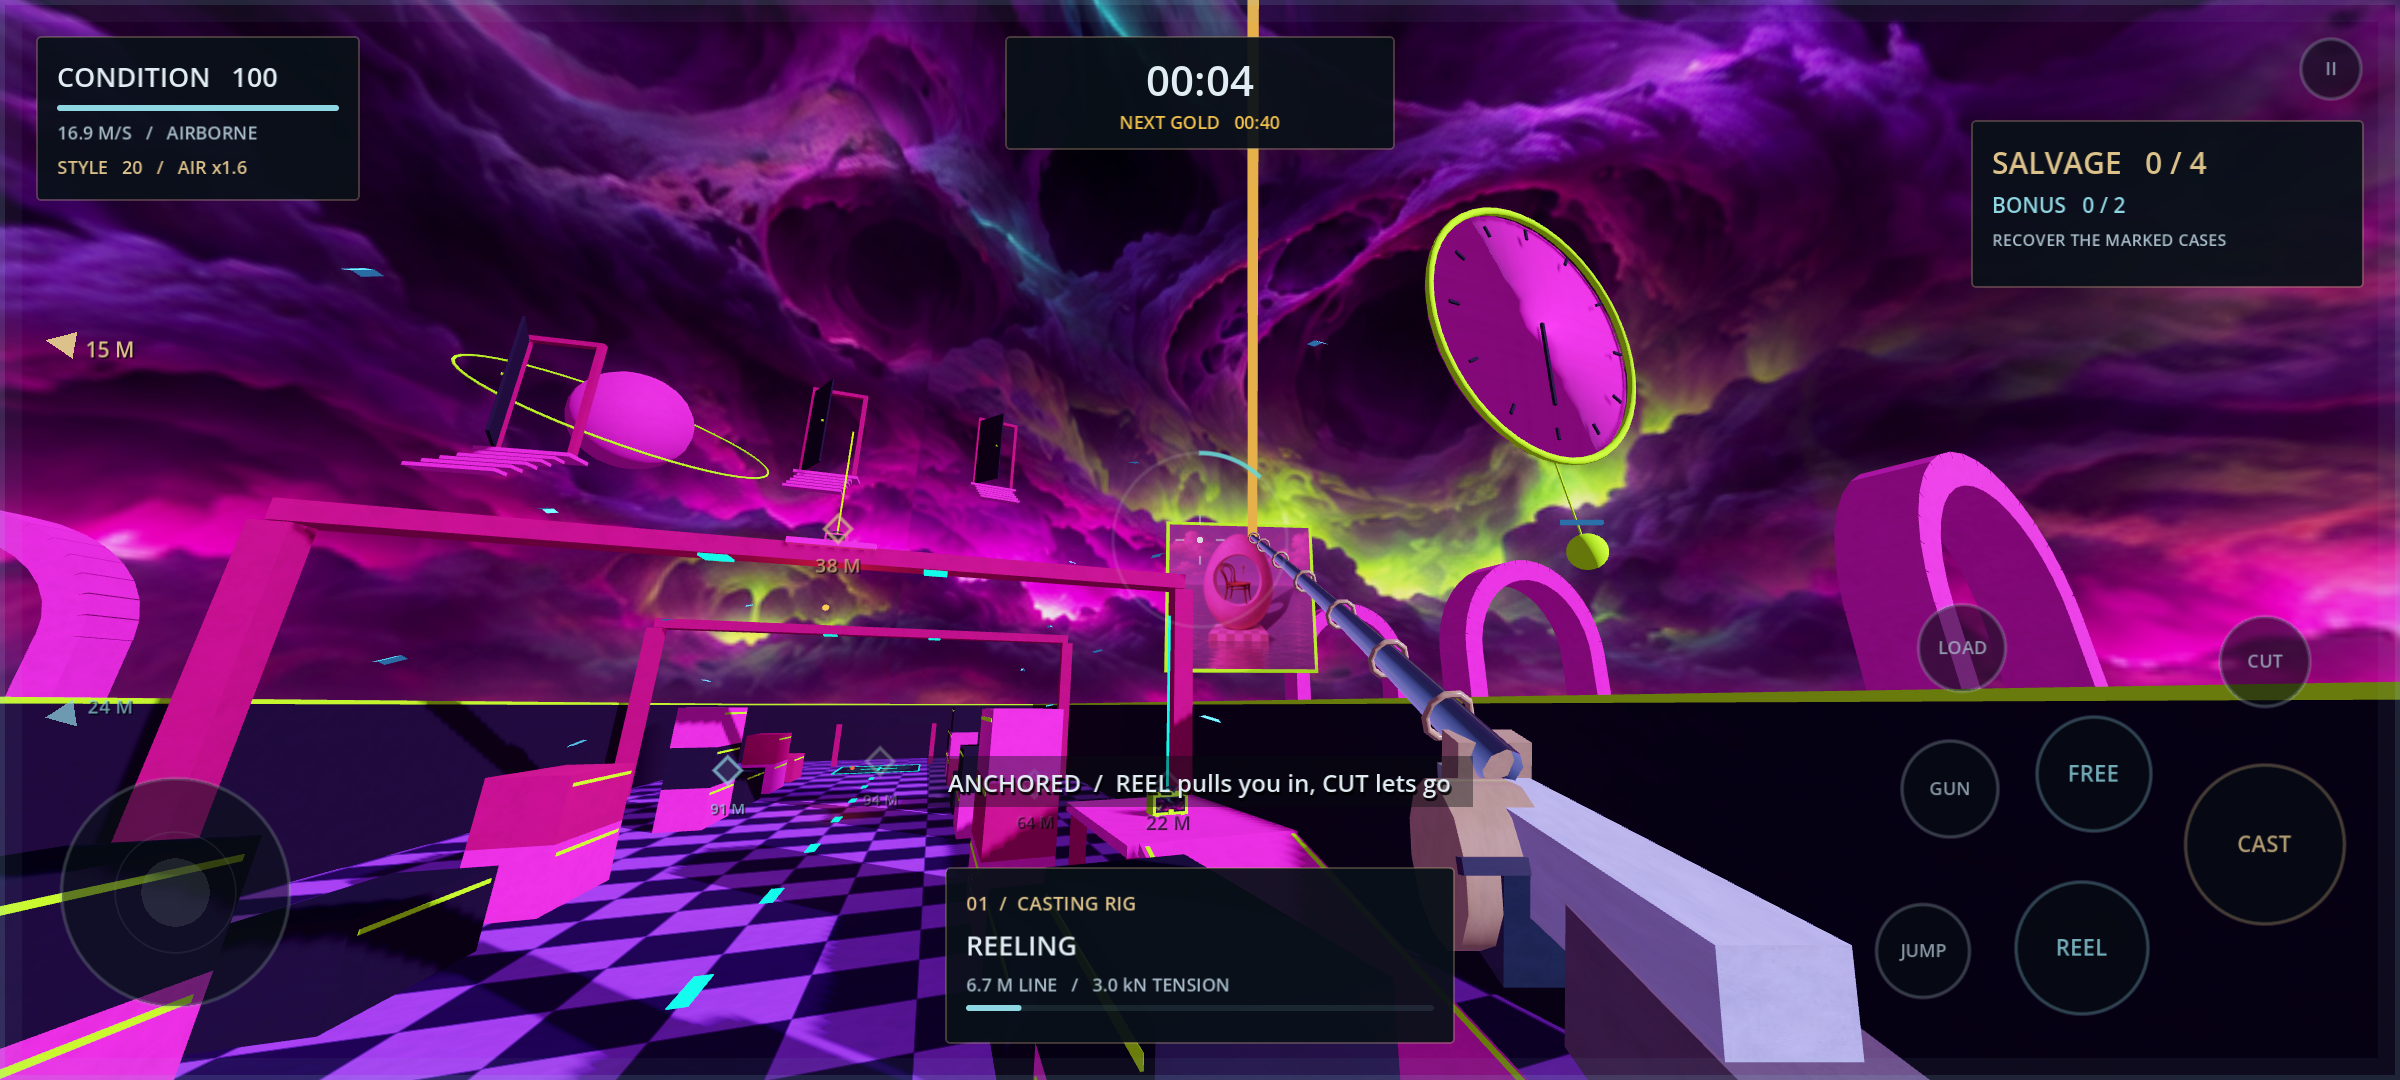 CONDITION 100
16.9 M/S / AIRBORNE
STYLE 20 / AIR x1.6
00:04
NEXT GOLD 00:40
SALVAGE 0 / 4
BONUS 0 / 2
RECOVER THE MARKED CASES
15 M
38 M
24 M
91 M
94 M
64 M
22 M
ANCHORED / REEL pulls you in, CUT lets go
01 / CASTING RIG
REELING
6.7 M LINE / 3.0 kN TENSION
LOAD
CUT
GUN
FREE
CAST
JUMP
REEL